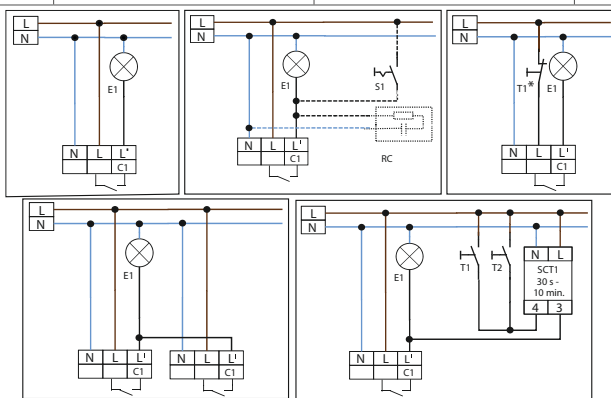 L
N
E1
N L L'
C1
L
N
E1
S1
RC
N L L'
C1
L
N
T1* E1
N L L'
C1
L
N
E1
N L L' N L L'
C1 C1
L
N
E1
T1 T2
N L
SCT1
30 s -
10 min.
4 3
N L L'
C1